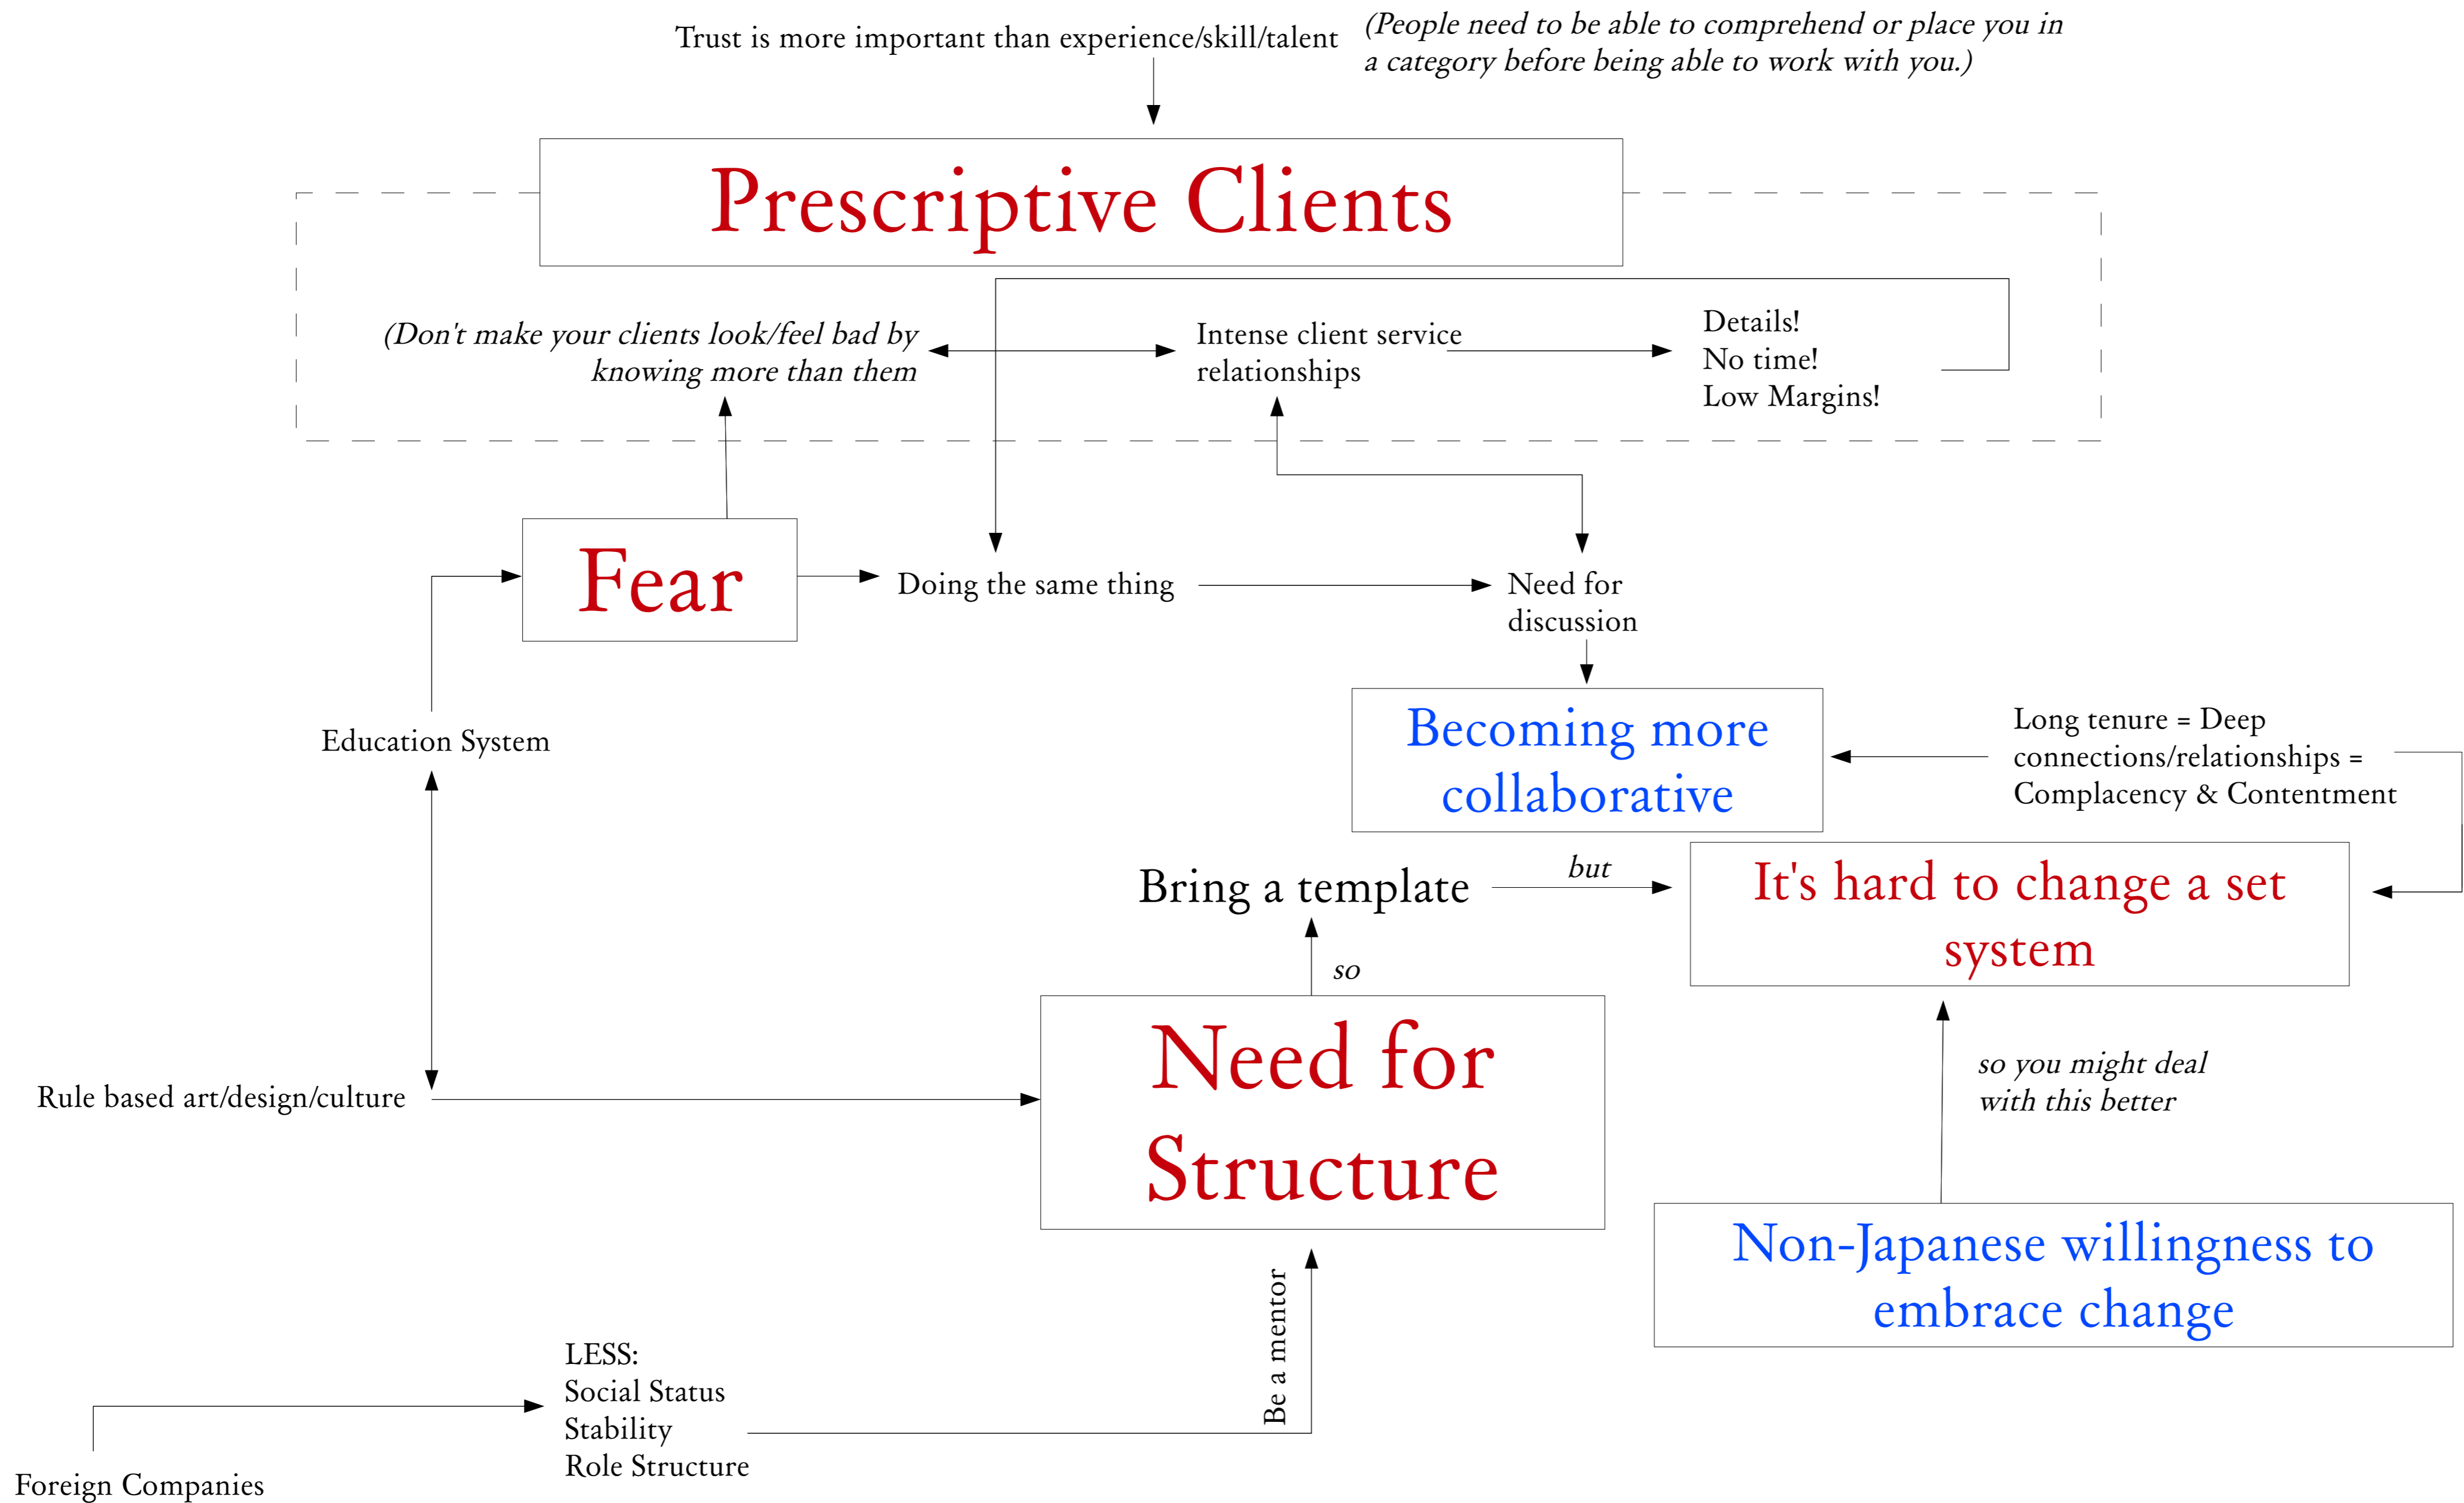 Trust is more important than experience/skill/talent
(People need to be able to comprehend or place you in
a category before being able to work with you.)
Prescriptive Clients
(Don't make your clients look/feel bad by
knowing more than them
Intense client service
relationships
Details!
No time!
Low Margins!
Fear
Doing the same thing
Need for
discussion
Education System
Becoming more
collaborative
Long tenure = Deep
connections/relationships =
Complacency & Contentment
Bring a template
but
It's hard to change a set
system
so
Need for
Structure
so you might deal
with this better
Rule based art/design/culture
Non-Japanese willingness to
embrace change
Be a mentor
LESS:
Social Status
Stability
Role Structure
Foreign Companies